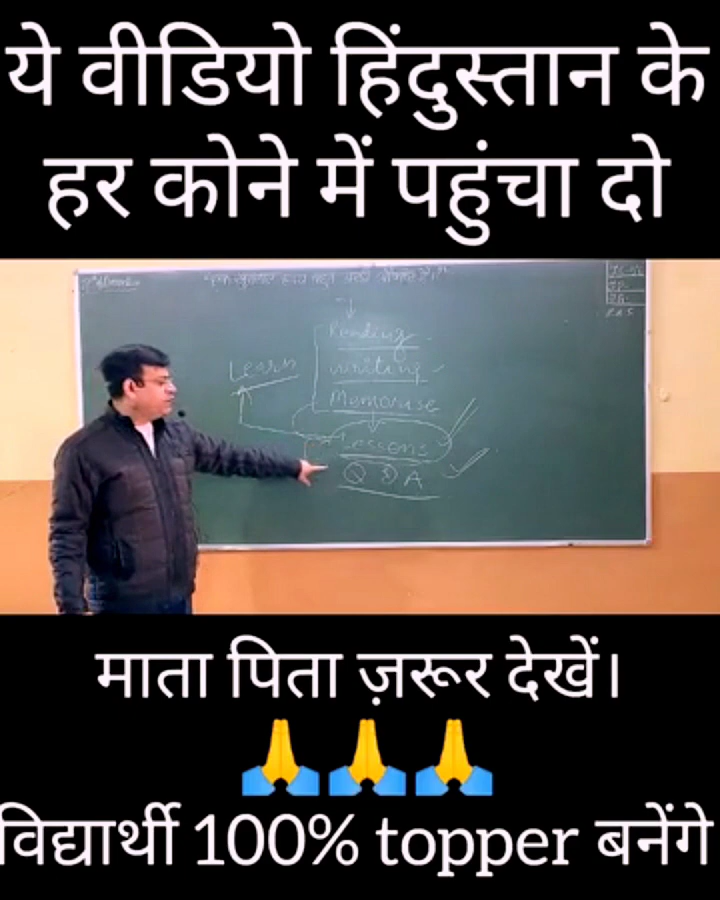 ये वीडियो हिंदुस्तान के
हर कोने में पहुंचा दो
Reading
Learn
writing
Memorise
Lessons
Q & A
माता पिता ज़रूर देखें।
🙏🙏🙏
विद्यार्थी 100% topper बनेंगे